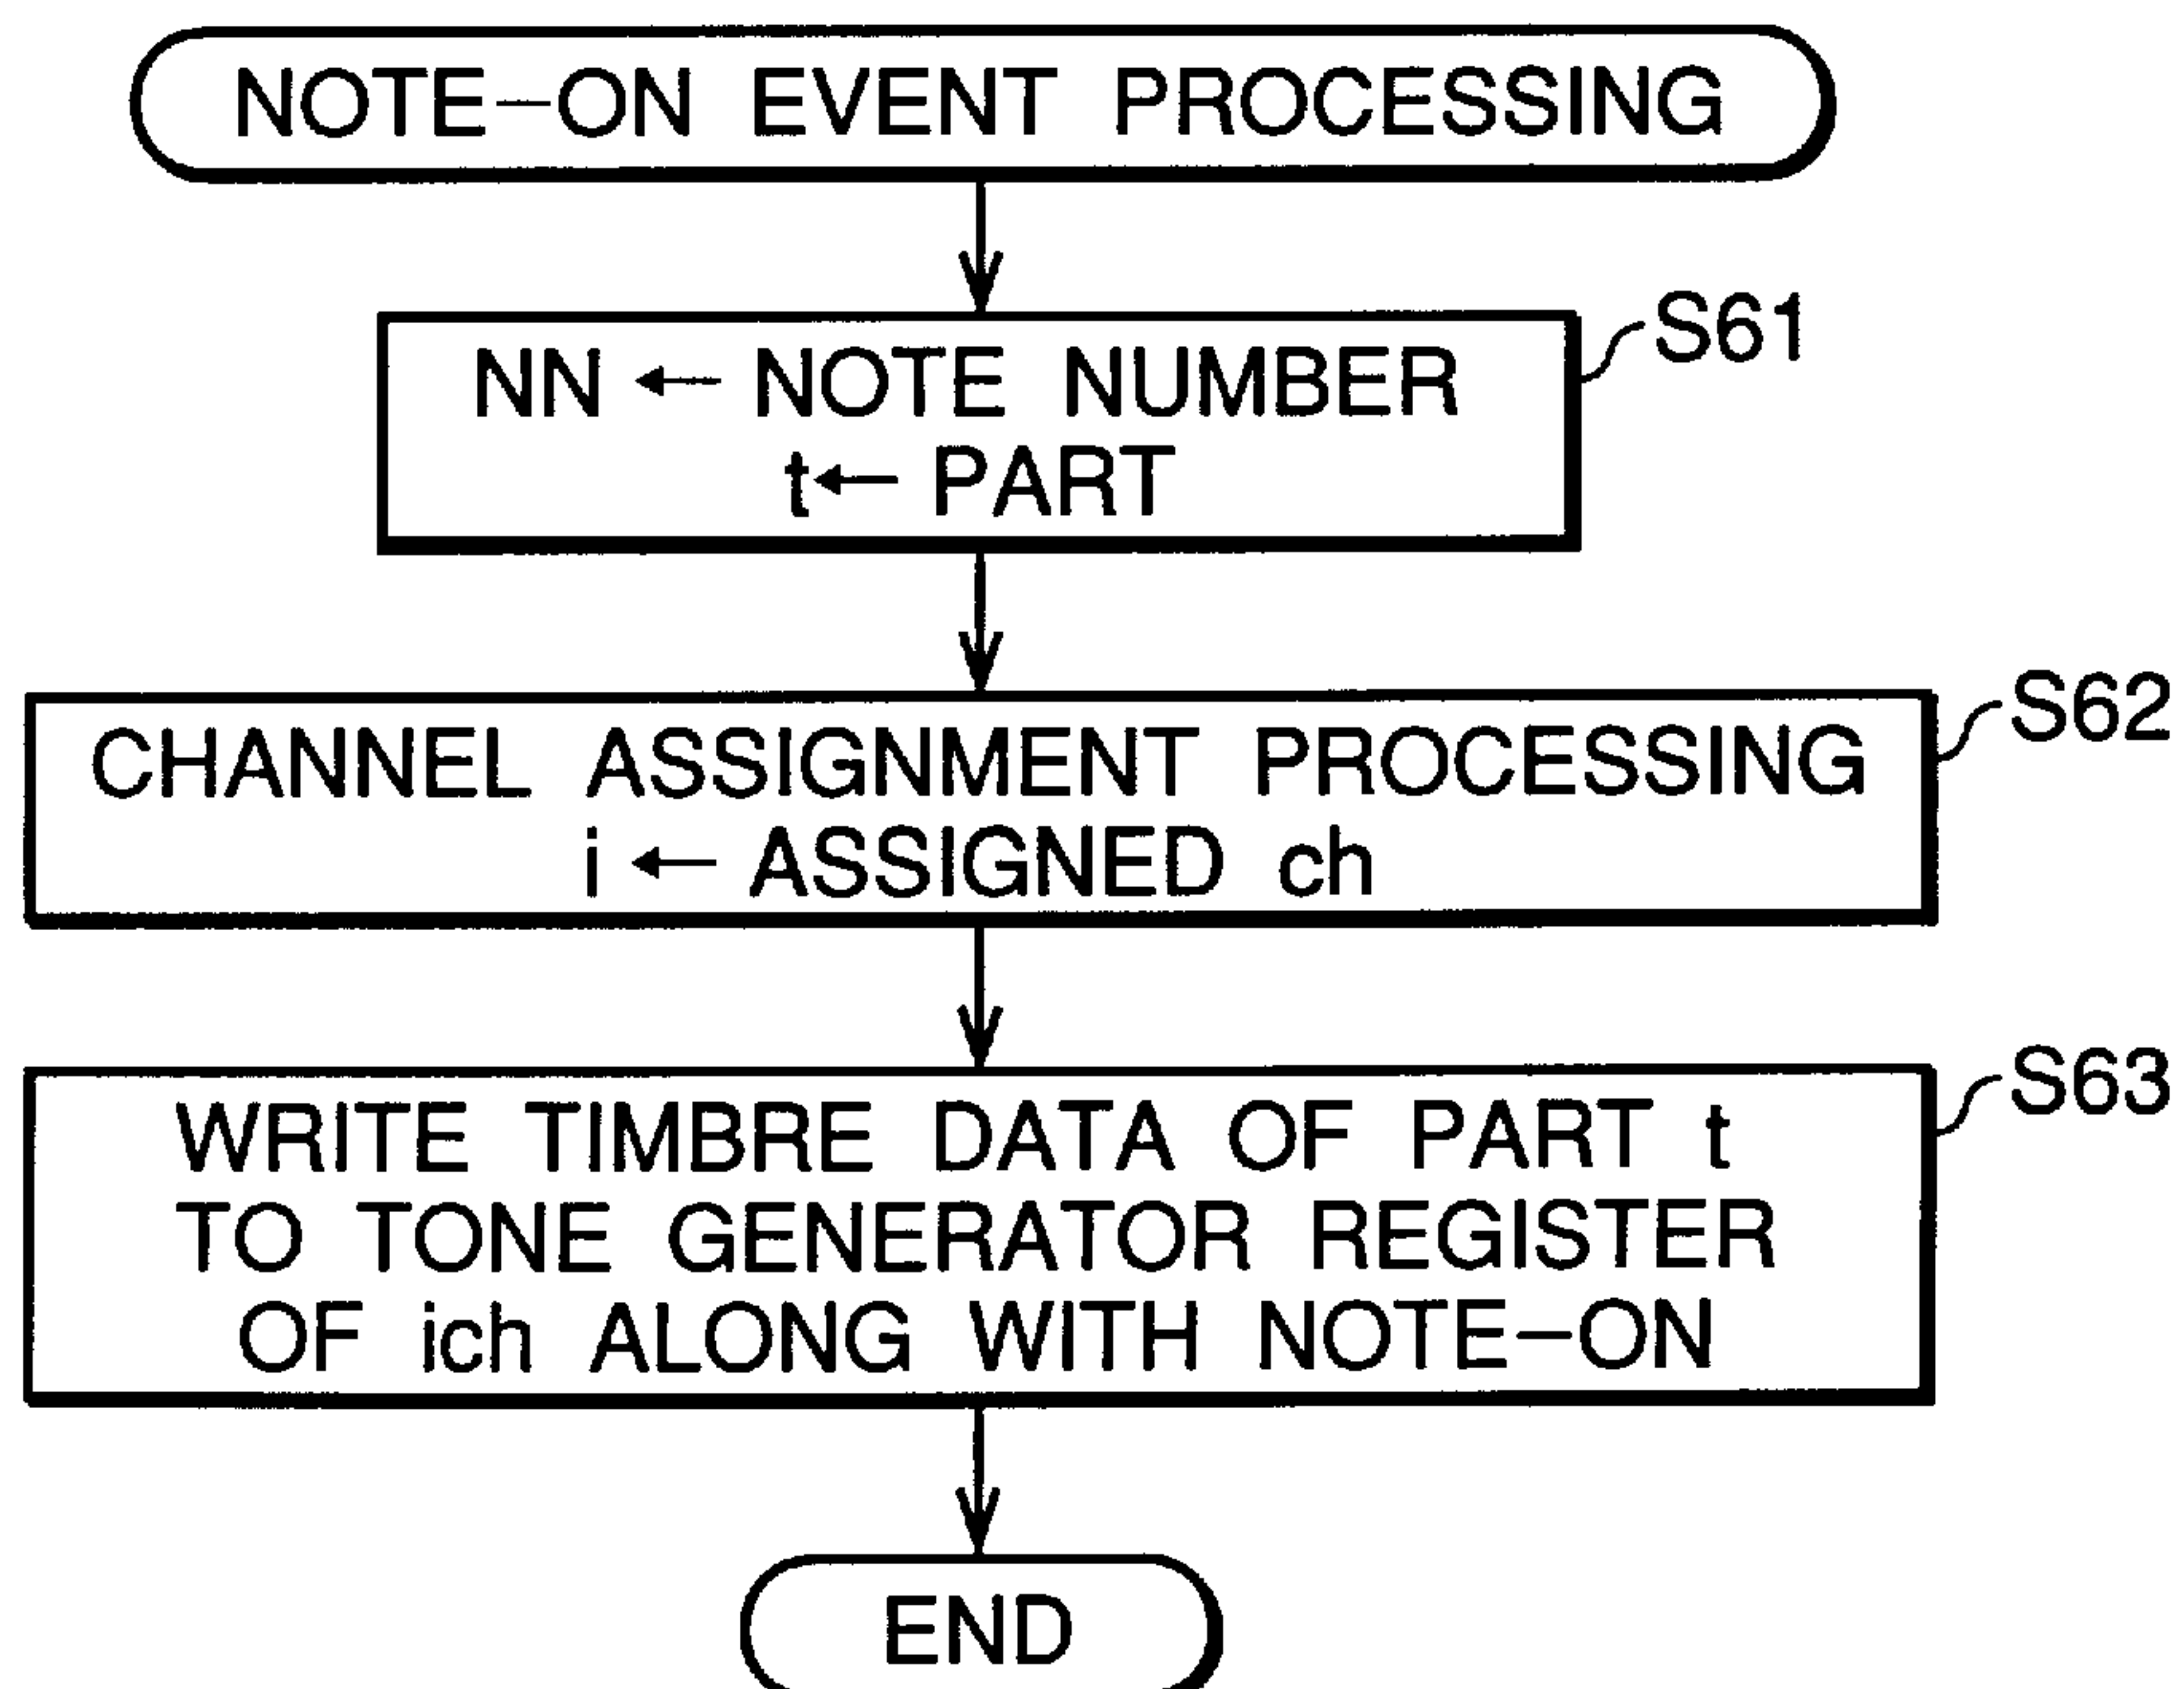 NOTE-ON EVENT PROCESSING
S61
NN ← NOTE NUMBER
t ← PART
S62
CHANNEL ASSIGNMENT PROCESSING
i ← ASSIGNED ch
S63
WRITE TIMBRE DATA OF PART t
TO TONE GENERATOR REGISTER
OF ich ALONG WITH NOTE-ON
END